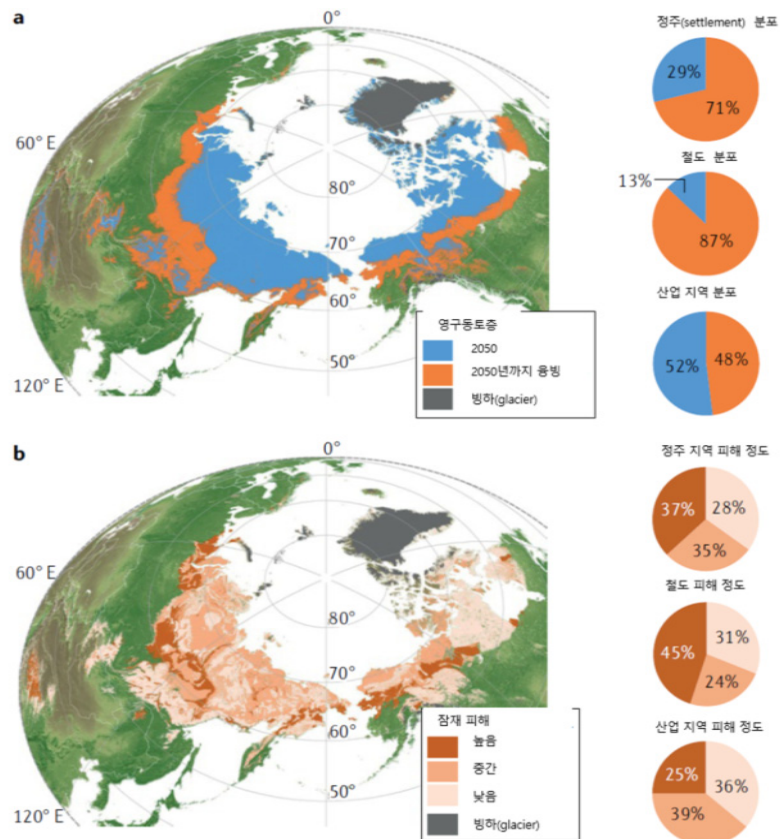 a
0°
60° E
80°
70°
60°
50°
120° E
영구동토층
2050
2050년까지 융빙
빙하(glacier)
정주(settlement) 분포
29%
71%
철도 분포
13%
87%
산업 지역 분포
52%
48%
b
0°
60° E
80°
70°
60°
50°
120° E
잠재 피해
높음
중간
낮음
빙하(glacier)
정주 지역 피해 정도
37%
28%
35%
철도 피해 정도
45%
31%
24%
산업 지역 피해 정도
25%
36%
39%